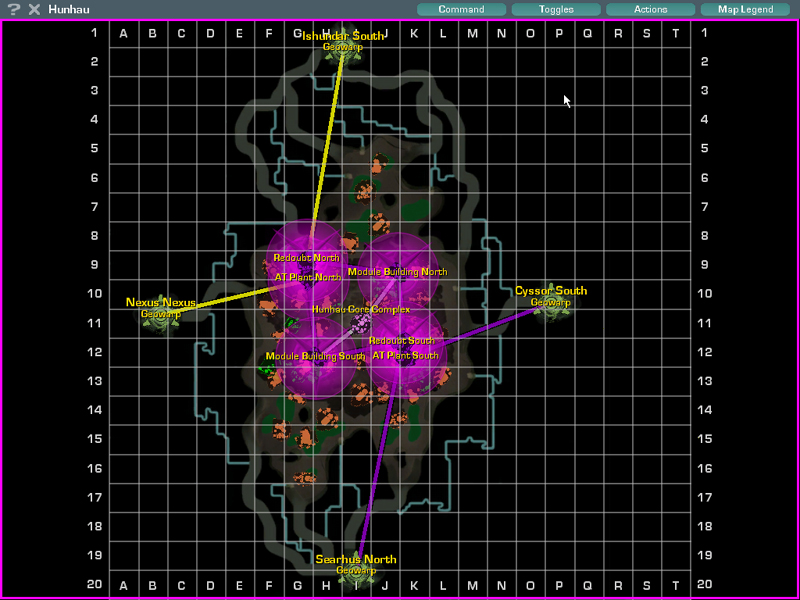 ? X Hunhau Command Toggles Actions Map Legend
1 A B C D E F G H I J K L M N O P Q R S T 1
Ishundar South
Geowarp
2 2
3 3
4 4
5 5
6 6
7 7
8 8
Redoubt North
9 9
Module Building North
AT Plant North
10 10
Nexus Nexus
Geowarp
Cyssor South
Geowarp
Hunhau Core Complex
11 11
Redoubt South
12 12
Module Building South
AT Plant South
13 13
14 14
15 15
16 16
17 17
18 18
19 19
Searhus North
Geowarp
20 A B C D E F G H I J K L M N O P Q R S T 20